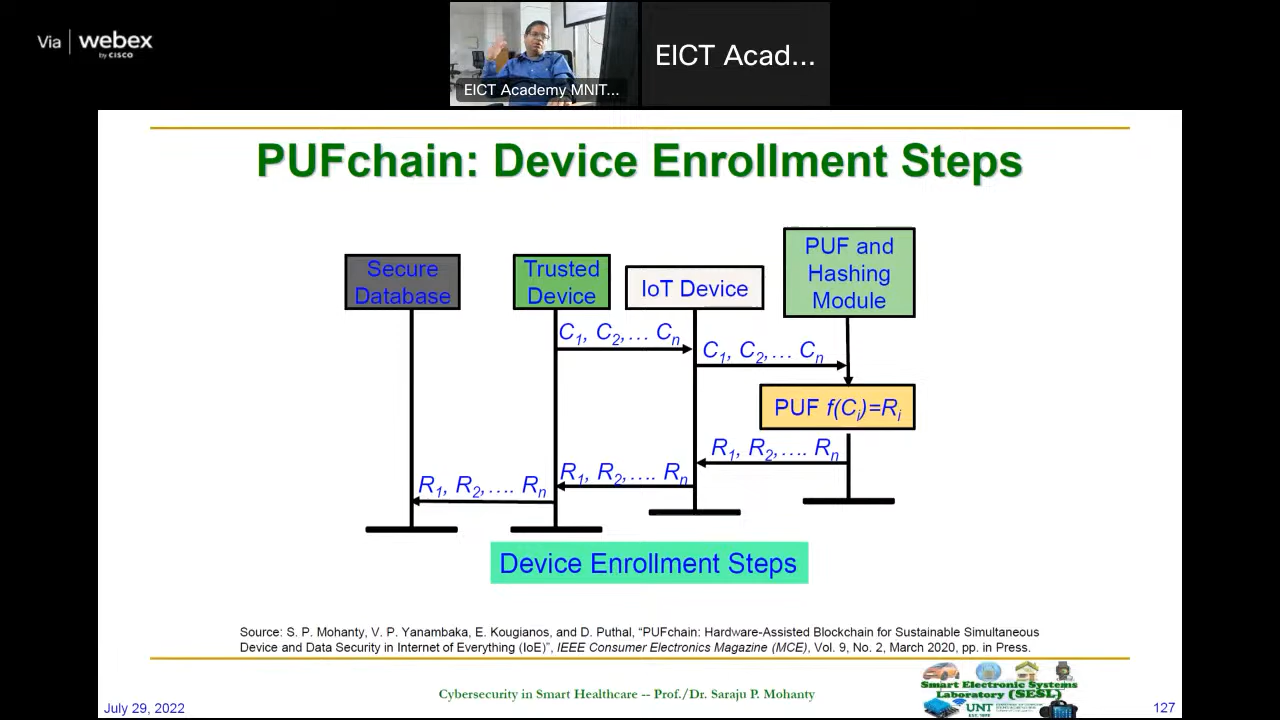 Via webex
by CISCO
EICT Academy MNIT...
EICT Acad...
PUFchain: Device Enrollment Steps
Secure
Database
Trusted
Device
IoT Device
PUF and
Hashing
Module
C1, C2,... Cn
C1, C2,... Cn
PUF f(Ci)=Ri
R1, R2,.... Rn
R1, R2,.... Rn
R1, R2,.... Rn
Device Enrollment Steps
Source: S. P. Mohanty, V. P. Yanambaka, E. Kougianos, and D. Puthal, “PUFchain: Hardware-Assisted Blockchain for Sustainable Simultaneous
Device and Data Security in Internet of Everything (IoE)”, IEEE Consumer Electronics Magazine (MCE), Vol. 9, No. 2, March 2020, pp. in Press.
July 29, 2022
Cybersecurity in Smart Healthcare -- Prof./Dr. Saraju P. Mohanty
Smart Electronic Systems
Laboratory (SESL)
UNT
127